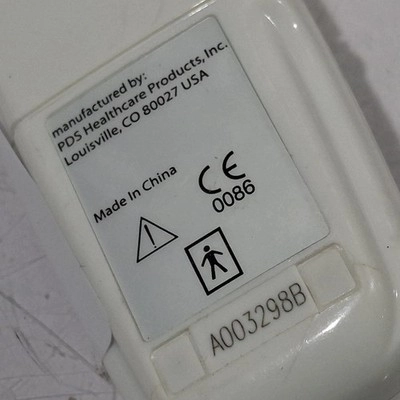 manufactured by:
PDS Healthcare Products, Inc.
Louisville, CO 80027 USA
Made In China
CE
0086
A003298B